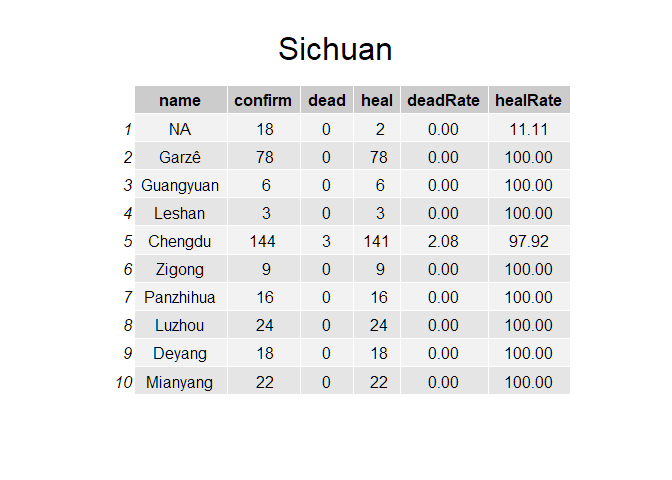 Sichuan
name confirm dead heal deadRate healRate
1 NA 18 0 2 0.00 11.11
2 Garzê 78 0 78 0.00 100.00
3 Guangyuan 6 0 6 0.00 100.00
4 Leshan 3 0 3 0.00 100.00
5 Chengdu 144 3 141 2.08 97.92
6 Zigong 9 0 9 0.00 100.00
7 Panzhihua 16 0 16 0.00 100.00
8 Luzhou 24 0 24 0.00 100.00
9 Deyang 18 0 18 0.00 100.00
10 Mianyang 22 0 22 0.00 100.00